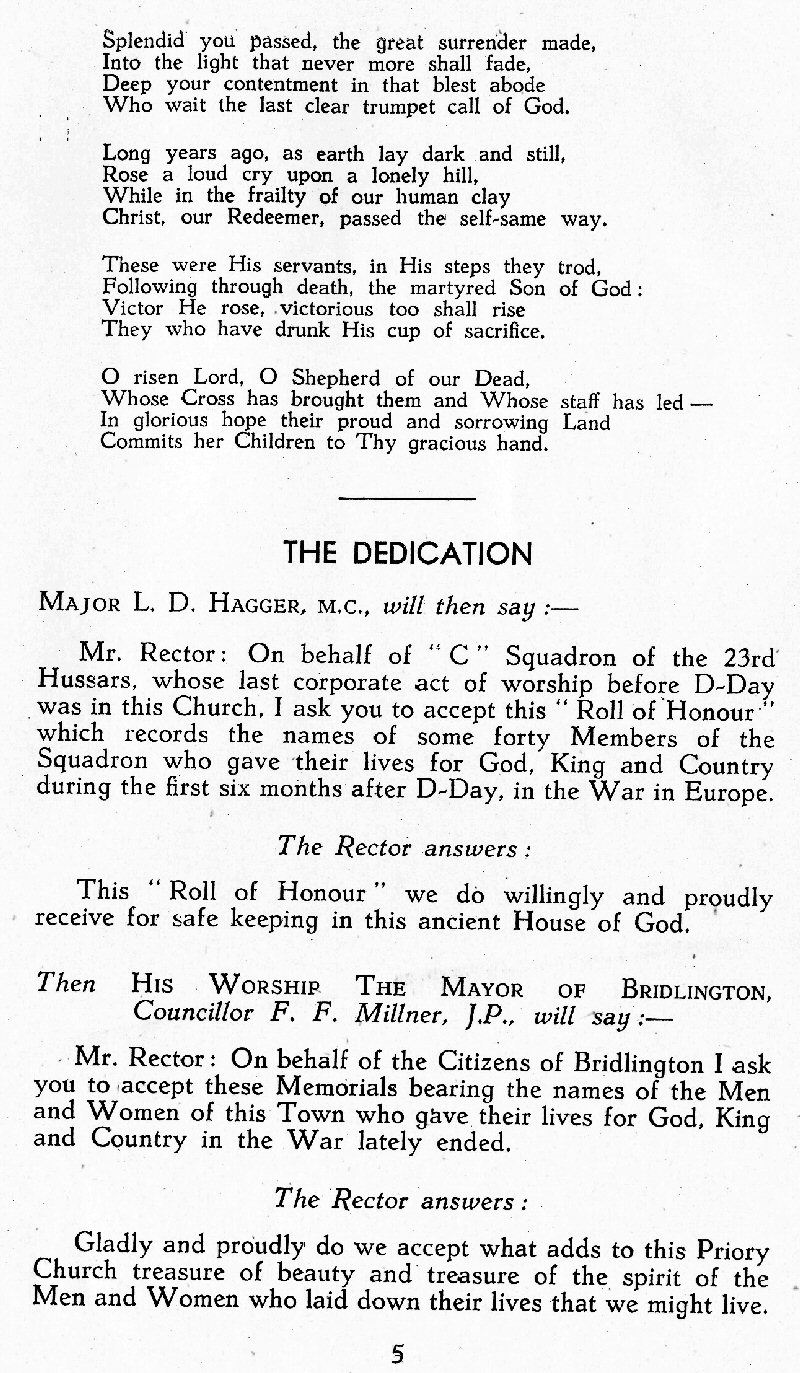 Splendid you passed, the great surrender made,
Into the light that never more shall fade,
Deep your contentment in that blest abode
Who wait the last clear trumpet call of God.

Long years ago, as earth lay dark and still,
Rose a loud cry upon a lonely hill,
While in the frailty of our human clay
Christ, our Redeemer, passed the self-same way.

These were His servants, in His steps they trod,
Following through death, the martyred Son of God:
Victor He rose, victorious too shall rise
They who have drunk His cup of sacrifice.

O risen Lord, O Shepherd of our Dead,
Whose Cross has brought them and Whose staff has led—
In glorious hope their proud and sorrowing Land
Commits her Children to Thy gracious hand.

THE DEDICATION

MAJOR L. D. HAGGER, M.C., will then say :—

Mr. Rector: On behalf of "C" Squadron of the 23rd
Hussars, whose last corporate act of worship before D-Day
was in this Church, I ask you to accept this "Roll of Honour"
which records the names of some forty Members of the
Squadron who gave their lives for God, King and Country
during the first six months after D-Day, in the War in Europe.

The Rector answers :

This "Roll of Honour" we do willingly and proudly
receive for safe keeping in this ancient House of God.

Then HIS WORSHIP THE MAYOR OF BRIDLINGTON,
Councillor F. F. Millner, J.P., will say :—

Mr. Rector: On behalf of the Citizens of Bridlington I ask
you to accept these Memorials bearing the names of the Men
and Women of this Town who gave their lives for God, King
and Country in the War lately ended.

The Rector answers :

Gladly and proudly do we accept what adds to this Priory
Church treasure of beauty and treasure of the spirit of the
Men and Women who laid down their lives that we might live.

5